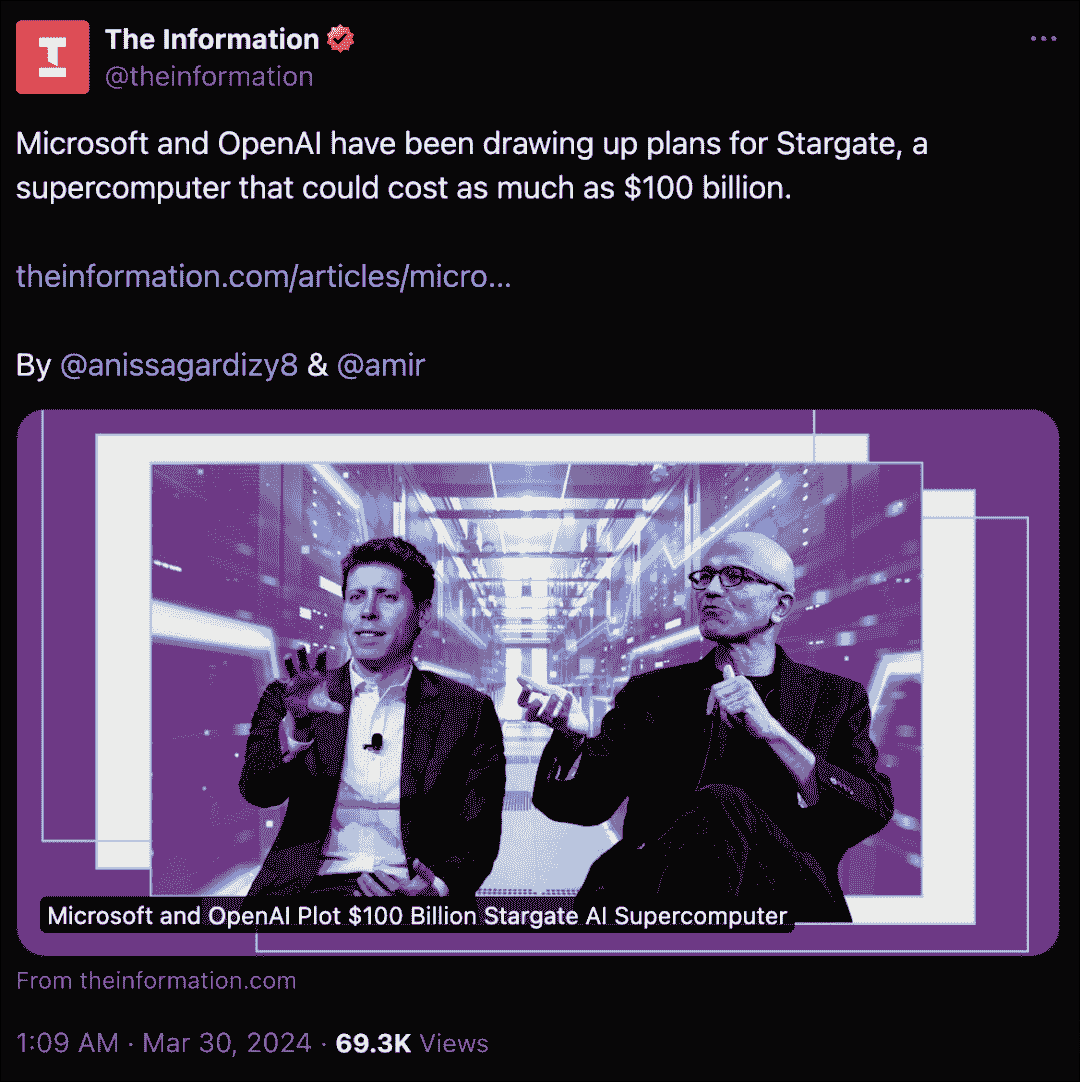 The Information
@theinformation
Microsoft and OpenAI have been drawing up plans for Stargate, a
supercomputer that could cost as much as $100 billion.
theinformation.com/articles/micro...
By @anissagardizy8 & @amir
Microsoft and OpenAI Plot $100 Billion Stargate AI Supercomputer
From theinformation.com
1:09 AM · Mar 30, 2024 · 69.3K Views